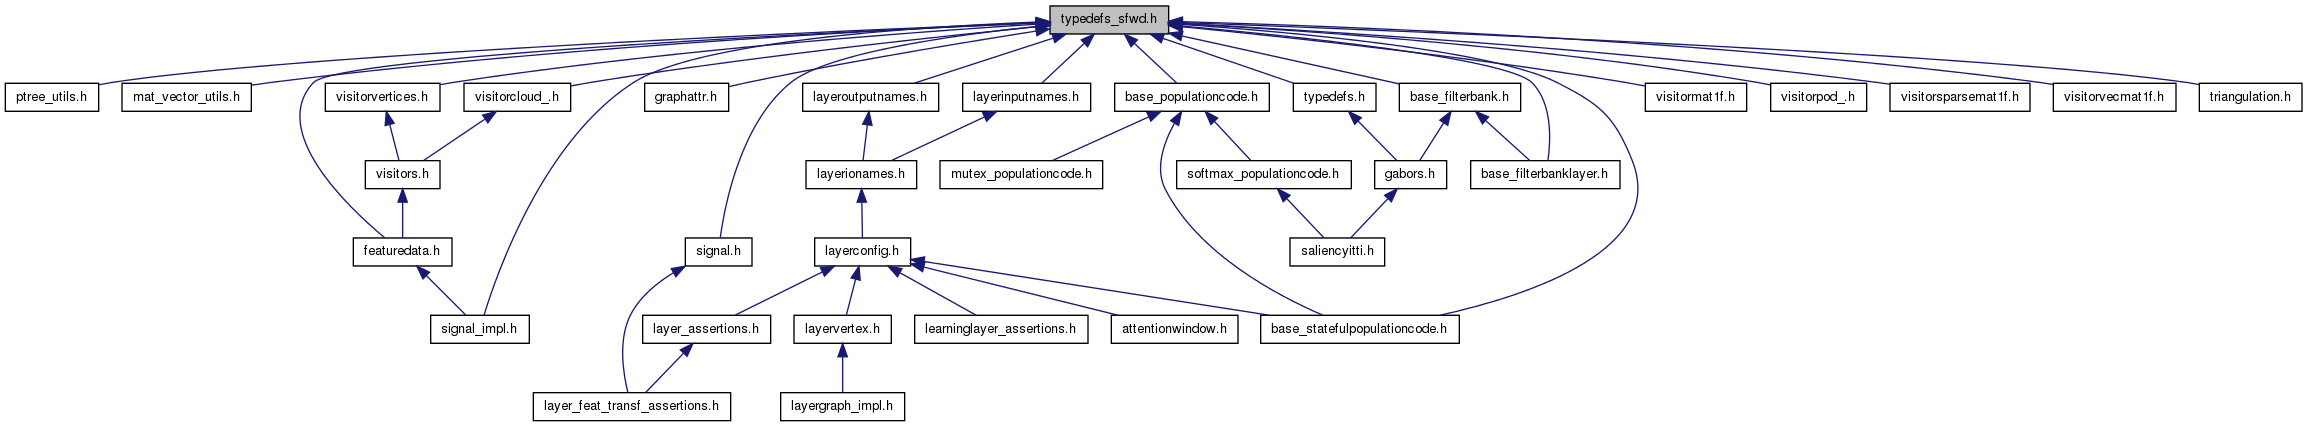 typedefs_sfwd.h
ptree_utils.h
mat_vector_utils.h
visitorvertices.h
visitorcloud_.h
graphattr.h
layeroutputnames.h
layerinputnames.h
base_populationcode.h
typedefs.h
base_filterbank.h
visitormat1f.h
visitorpod_.h
visitorsparsemat1f.h
visitorvecmat1f.h
triangulation.h
visitors.h
layerionames.h
mutex_populationcode.h
softmax_populationcode.h
gabors.h
base_filterbanklayer.h
featuredata.h
signal.h
layerconfig.h
saliencyitti.h
signal_impl.h
layer_assertions.h
layervertex.h
learninglayer_assertions.h
attentionwindow.h
base_statefulpopulationcode.h
layer_feat_transf_assertions.h
layergraph_impl.h